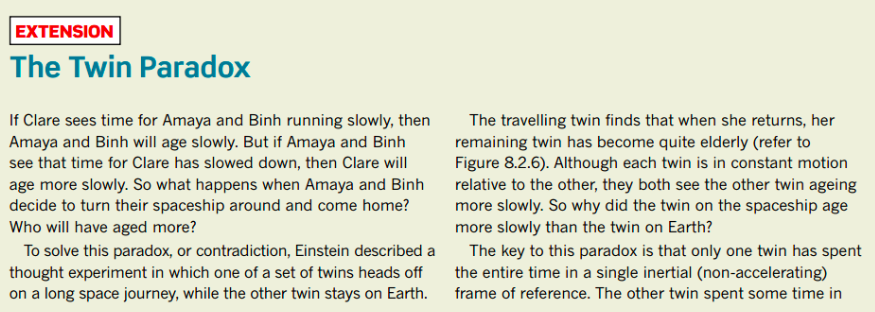 EXTENSION
The Twin Paradox
If Clare sees time for Amaya and Binh running slowly, then
Amaya and Binh will age slowly. But if Amaya and Binh
see that time for Clare has slowed down, then Clare will
age more slowly. So what happens when Amaya and Binh
decide to turn their spaceship around and come home?
Who will have aged more?
To solve this paradox, or contradiction, Einstein described a
thought experiment in which one of a set of twins heads off
on a long space journey, while the other twin stays on Earth.
The travelling twin finds that when she returns, her
remaining twin has become quite elderly (refer to
Figure 8.2.6). Although each twin is in constant motion
relative to the other, they both see the other twin ageing
more slowly. So why did the twin on the spaceship age
more slowly than the twin on Earth?
The key to this paradox is that only one twin has spent
the entire time in a single inertial (non-accelerating)
frame of reference. The other twin spent some time in